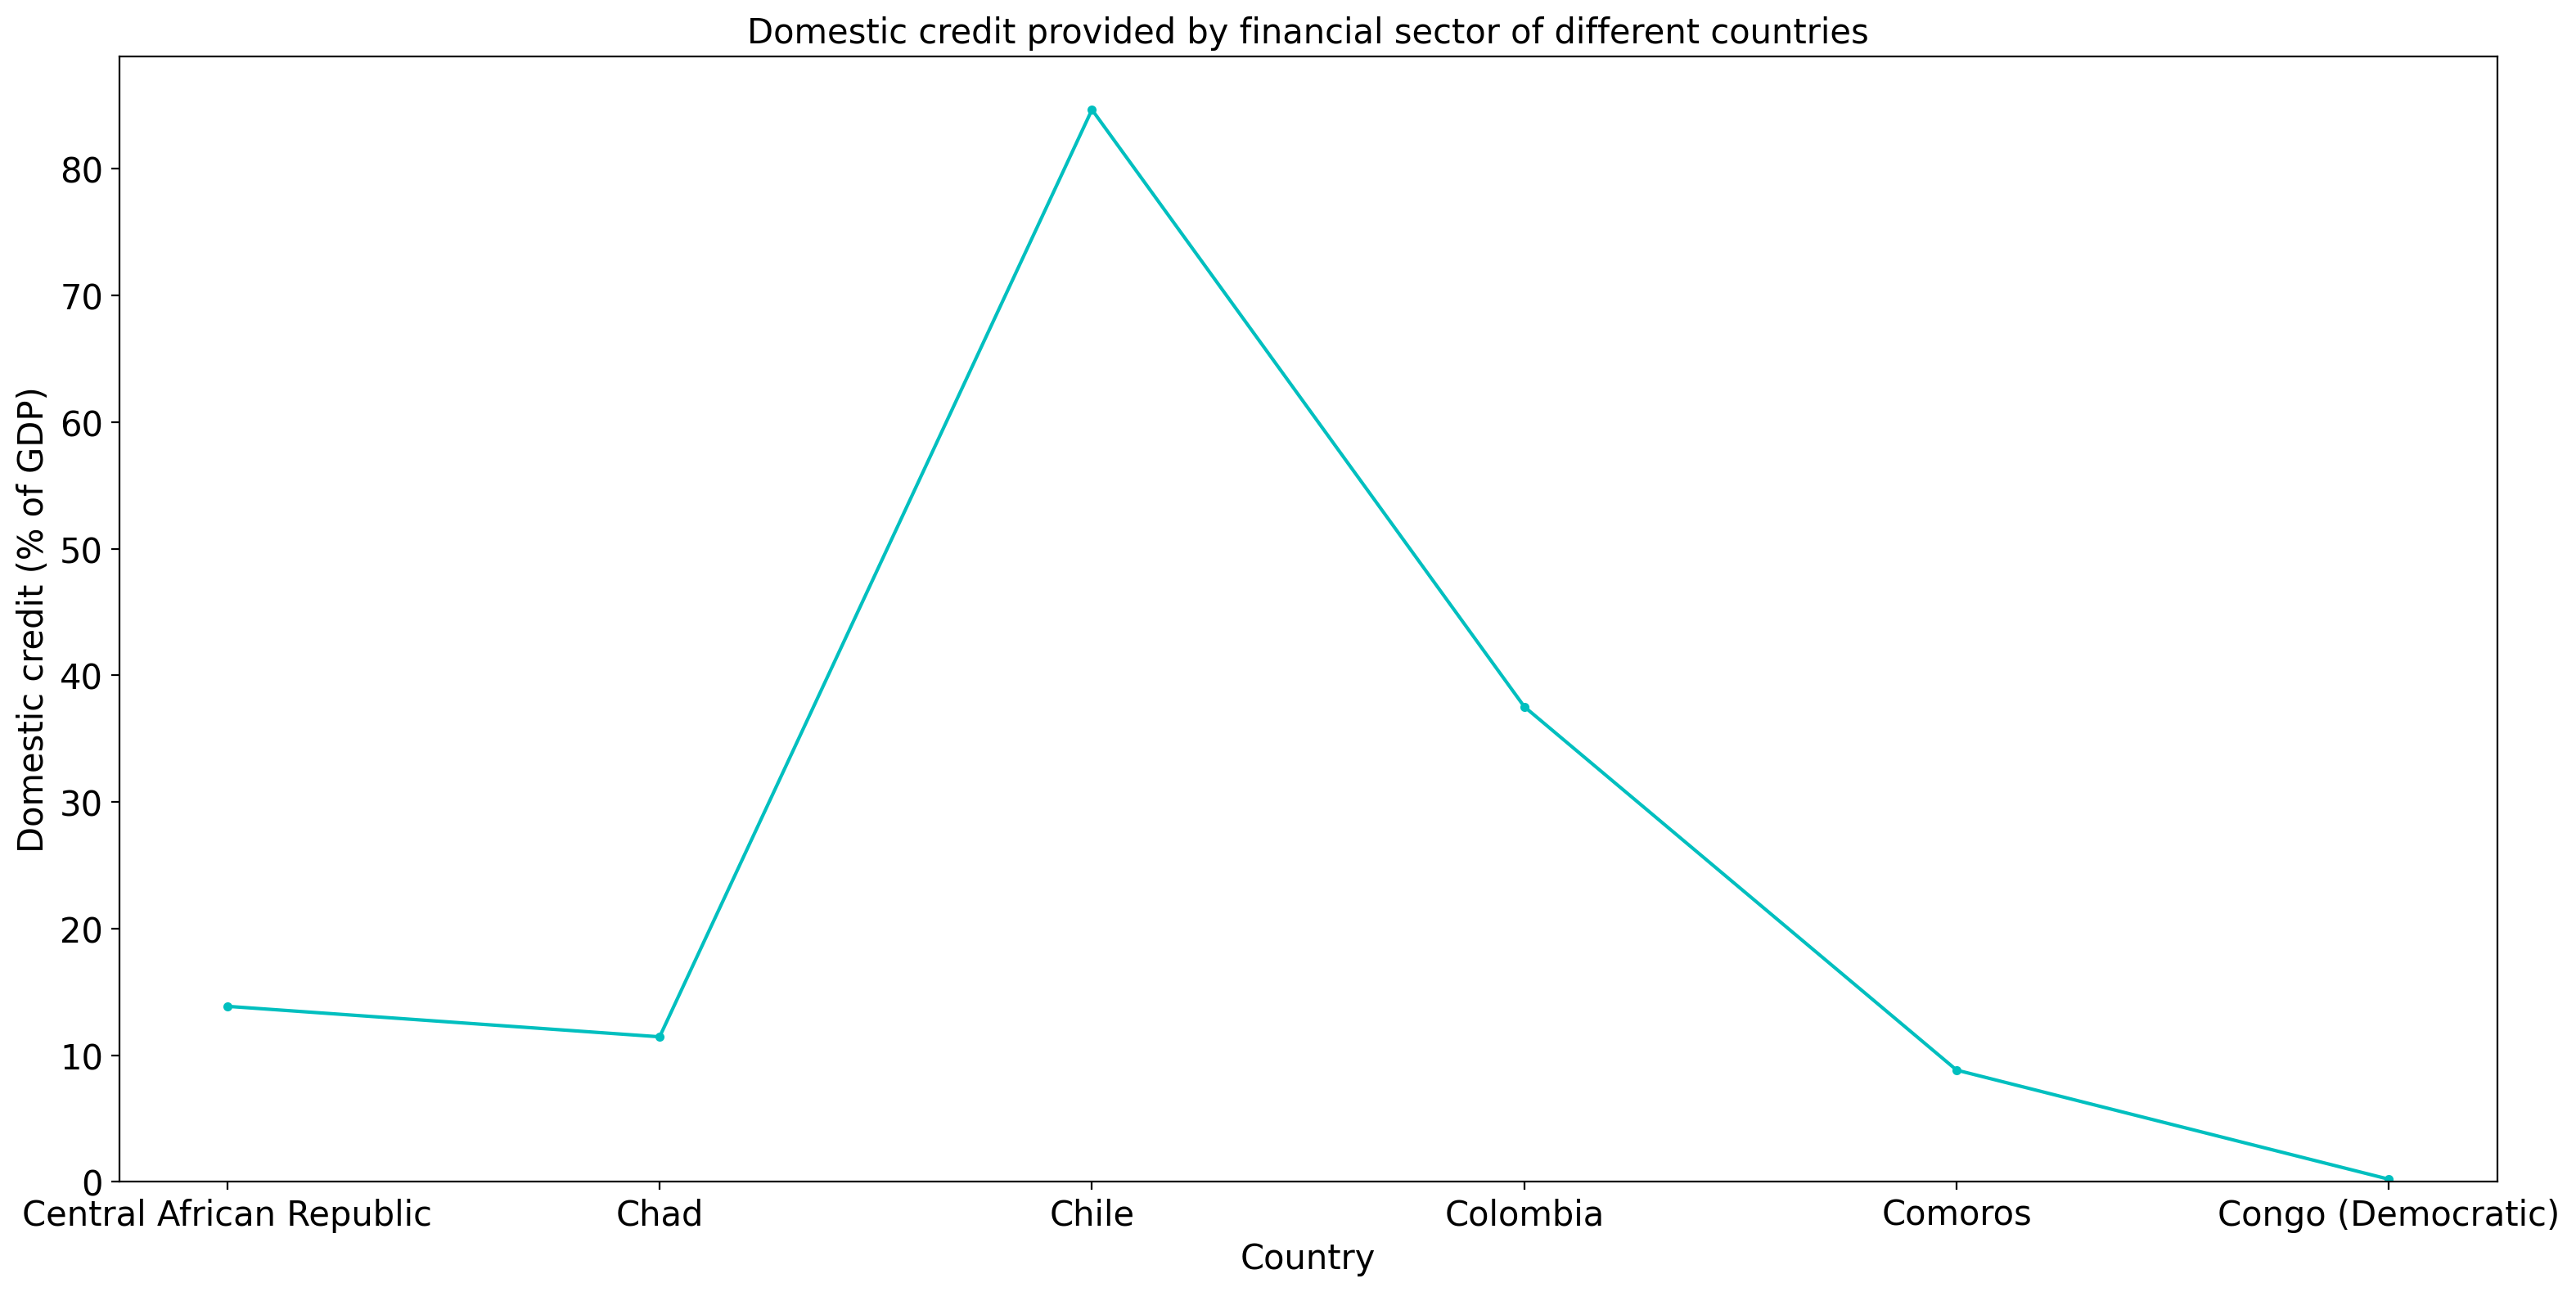 Domestic credit provided by financial sector of different countries
Domestic credit (% of GDP)
80
70
60
50
40
30
20
10
0
Central African Republic
Chad
Chile
Colombia
Comoros
Congo (Democratic)
Country